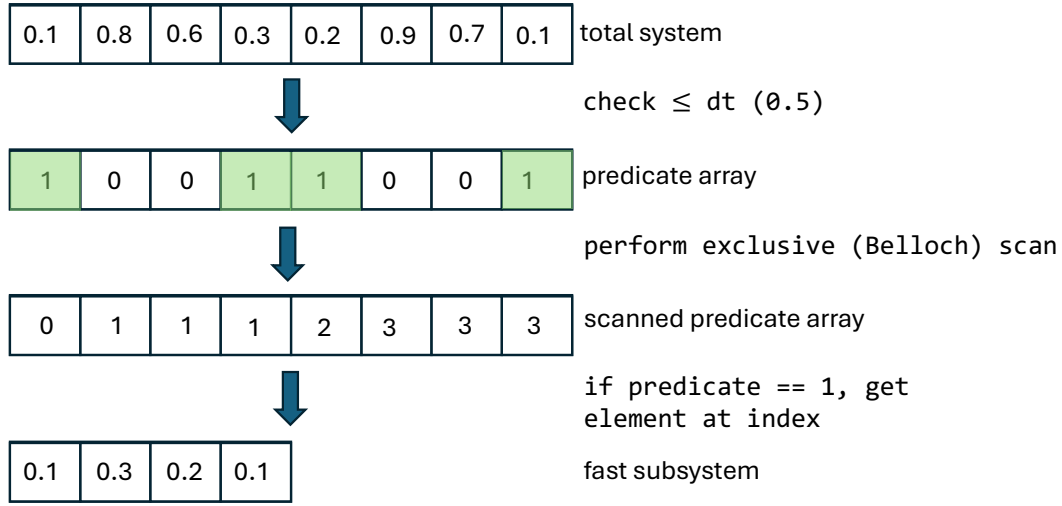 0.1 0.8 0.6 0.3 0.2 0.9 0.7 0.1 total system
check ≤ dt (0.5)
1 0 0 1 1 0 0 1 predicate array
perform exclusive (Belloch) scan
0 1 1 1 2 3 3 3 scanned predicate array
if predicate == 1, get
element at index
0.1 0.3 0.2 0.1 fast subsystem